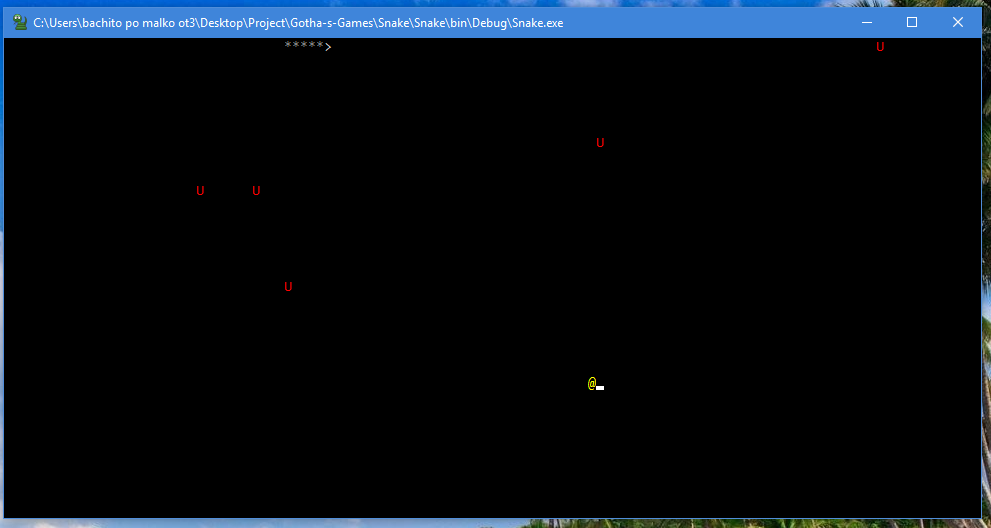 C:\Users\bachito po malko ot3\Desktop\Project\Gotha-s-Games\Snake\Snake\bin\Debug\Snake.exe
*****> U
U
U U
U
@